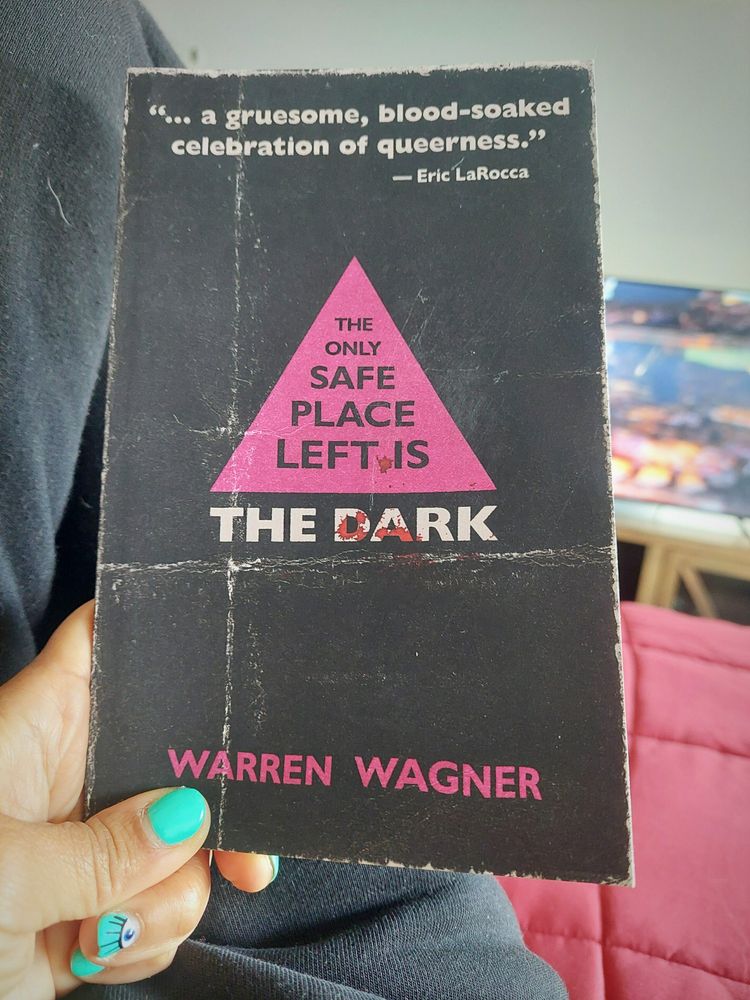 “... a gruesome, blood-soaked
celebration of queerness.”
— Eric LaRocca
THE
ONLY
SAFE
PLACE
LEFT IS
THE DARK
WARREN WAGNER